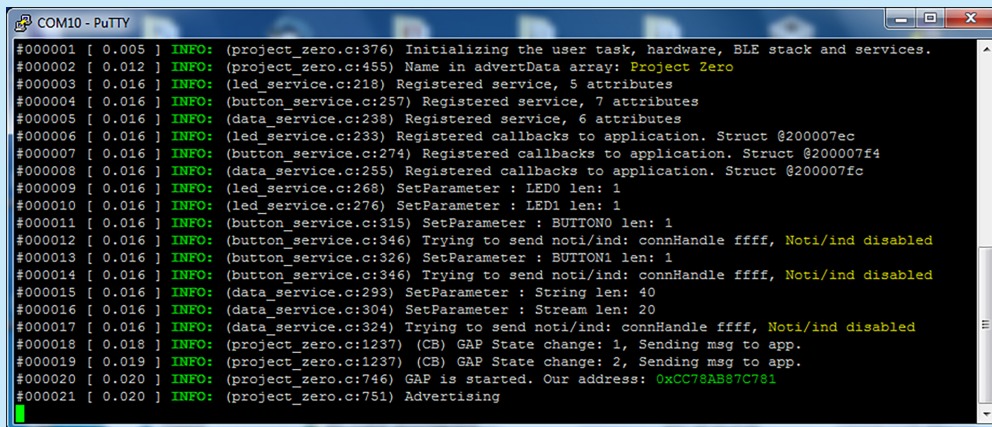 COM10 - PuTTY
#000001 [ 0.005 ] INFO: (project_zero.c:376) Initializing the user task, hardware, BLE stack and services.
#000002 [ 0.012 ] INFO: (project_zero.c:455) Name in advertData array: Project Zero
#000003 [ 0.016 ] INFO: (led_service.c:218) Registered service, 5 attributes
#000004 [ 0.016 ] INFO: (button_service.c:257) Registered service, 7 attributes
#000005 [ 0.016 ] INFO: (data_service.c:238) Registered service, 6 attributes
#000006 [ 0.016 ] INFO: (led_service.c:233) Registered callbacks to application. Struct @200007ec
#000007 [ 0.016 ] INFO: (button_service.c:274) Registered callbacks to application. Struct @200007f4
#000008 [ 0.016 ] INFO: (data_service.c:255) Registered callbacks to application. Struct @200007fc
#000009 [ 0.016 ] INFO: (led_service.c:268) SetParameter : LED0 len: 1
#000010 [ 0.016 ] INFO: (led_service.c:276) SetParameter : LED1 len: 1
#000011 [ 0.016 ] INFO: (button_service.c:315) SetParameter : BUTTON0 len: 1
#000012 [ 0.016 ] INFO: (button_service.c:346) Trying to send noti/ind: connHandle ffff, Noti/ind disabled
#000013 [ 0.016 ] INFO: (button_service.c:326) SetParameter : BUTTON1 len: 1
#000014 [ 0.016 ] INFO: (button_service.c:346) Trying to send noti/ind: connHandle ffff, Noti/ind disabled
#000015 [ 0.016 ] INFO: (data_service.c:293) SetParameter : String len: 40
#000016 [ 0.016 ] INFO: (data_service.c:304) SetParameter : Stream len: 20
#000017 [ 0.016 ] INFO: (data_service.c:324) Trying to send noti/ind: connHandle ffff, Noti/ind disabled
#000018 [ 0.018 ] INFO: (project_zero.c:1237) (CB) GAP State change: 1, Sending msg to app.
#000019 [ 0.019 ] INFO: (project_zero.c:1237) (CB) GAP State change: 2, Sending msg to app.
#000020 [ 0.020 ] INFO: (project_zero.c:746) GAP is started. Our address: 0xCC78AB87C781
#000021 [ 0.020 ] INFO: (project_zero.c:751) Advertising